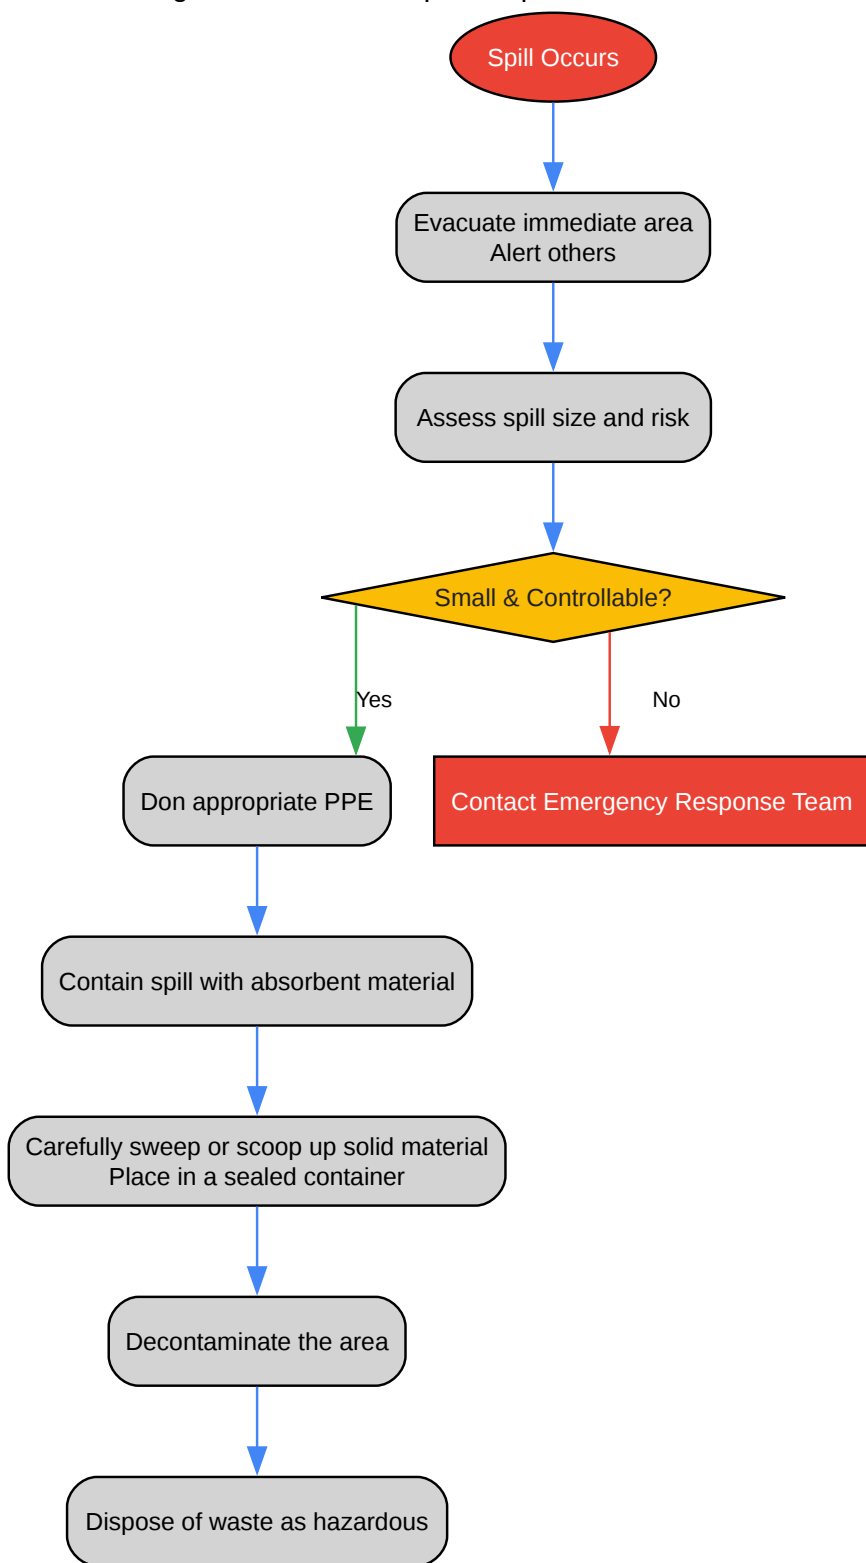 Spill Occurs
Evacuate immediate area
Alert others
Assess spill size and risk
Small & Controllable?
Yes
No
Don appropriate PPE
Contact Emergency Response Team
Contain spill with absorbent material
Carefully sweep or scoop up solid material
Place in a sealed container
Decontaminate the area
Dispose of waste as hazardous